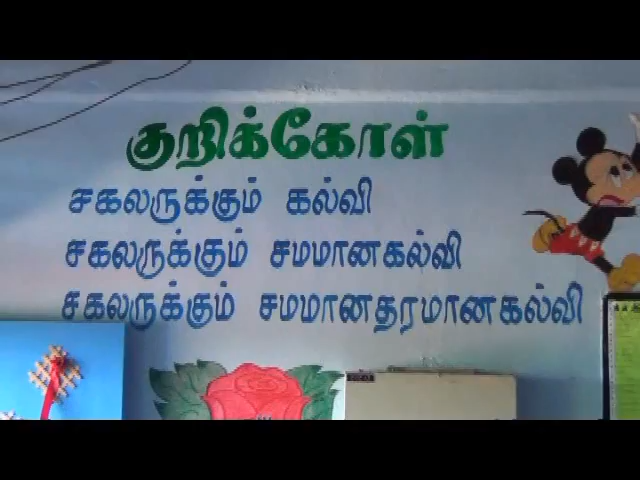 குறிக்கோள்
சகலருக்கும் கல்வி
சகலருக்கும் சமமானகல்வி
சகலருக்கும் சமமானதரமானகல்வி